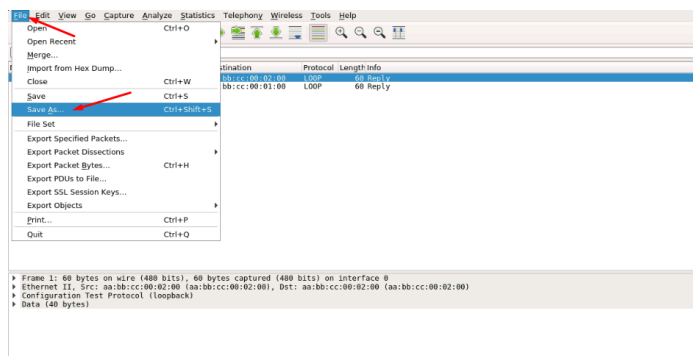 File Edit View Go Capture Analyze Statistics Telephony Wireless Tools Help
Open Ctrl+O
Open Recent
Merge...
Import from Hex Dump...
stination Protocol Length Info
Close Ctrl+W
bb:cc:00:02:00 LOOP 60 Reply
bb:cc:00:01:00 LOOP 60 Reply
Save Ctrl+S
Save As... Ctrl+Shift+S
File Set
Export Specified Packets...
Export Packet Dissections
Export Packet Bytes... Ctrl+H
Export PDUs to File...
Export SSL Session Keys...
Export Objects
Print... Ctrl+P
Quit Ctrl+Q
Frame 1: 60 bytes on wire (480 bits), 60 bytes captured (480 bits) on interface 0
Ethernet II, Src: aa:bb:cc:00:02:00 (aa:bb:cc:00:02:00), Dst: aa:bb:cc:00:02:00 (aa:bb:cc:00:02:00)
Configuration Test Protocol (loopback)
Data (40 bytes)